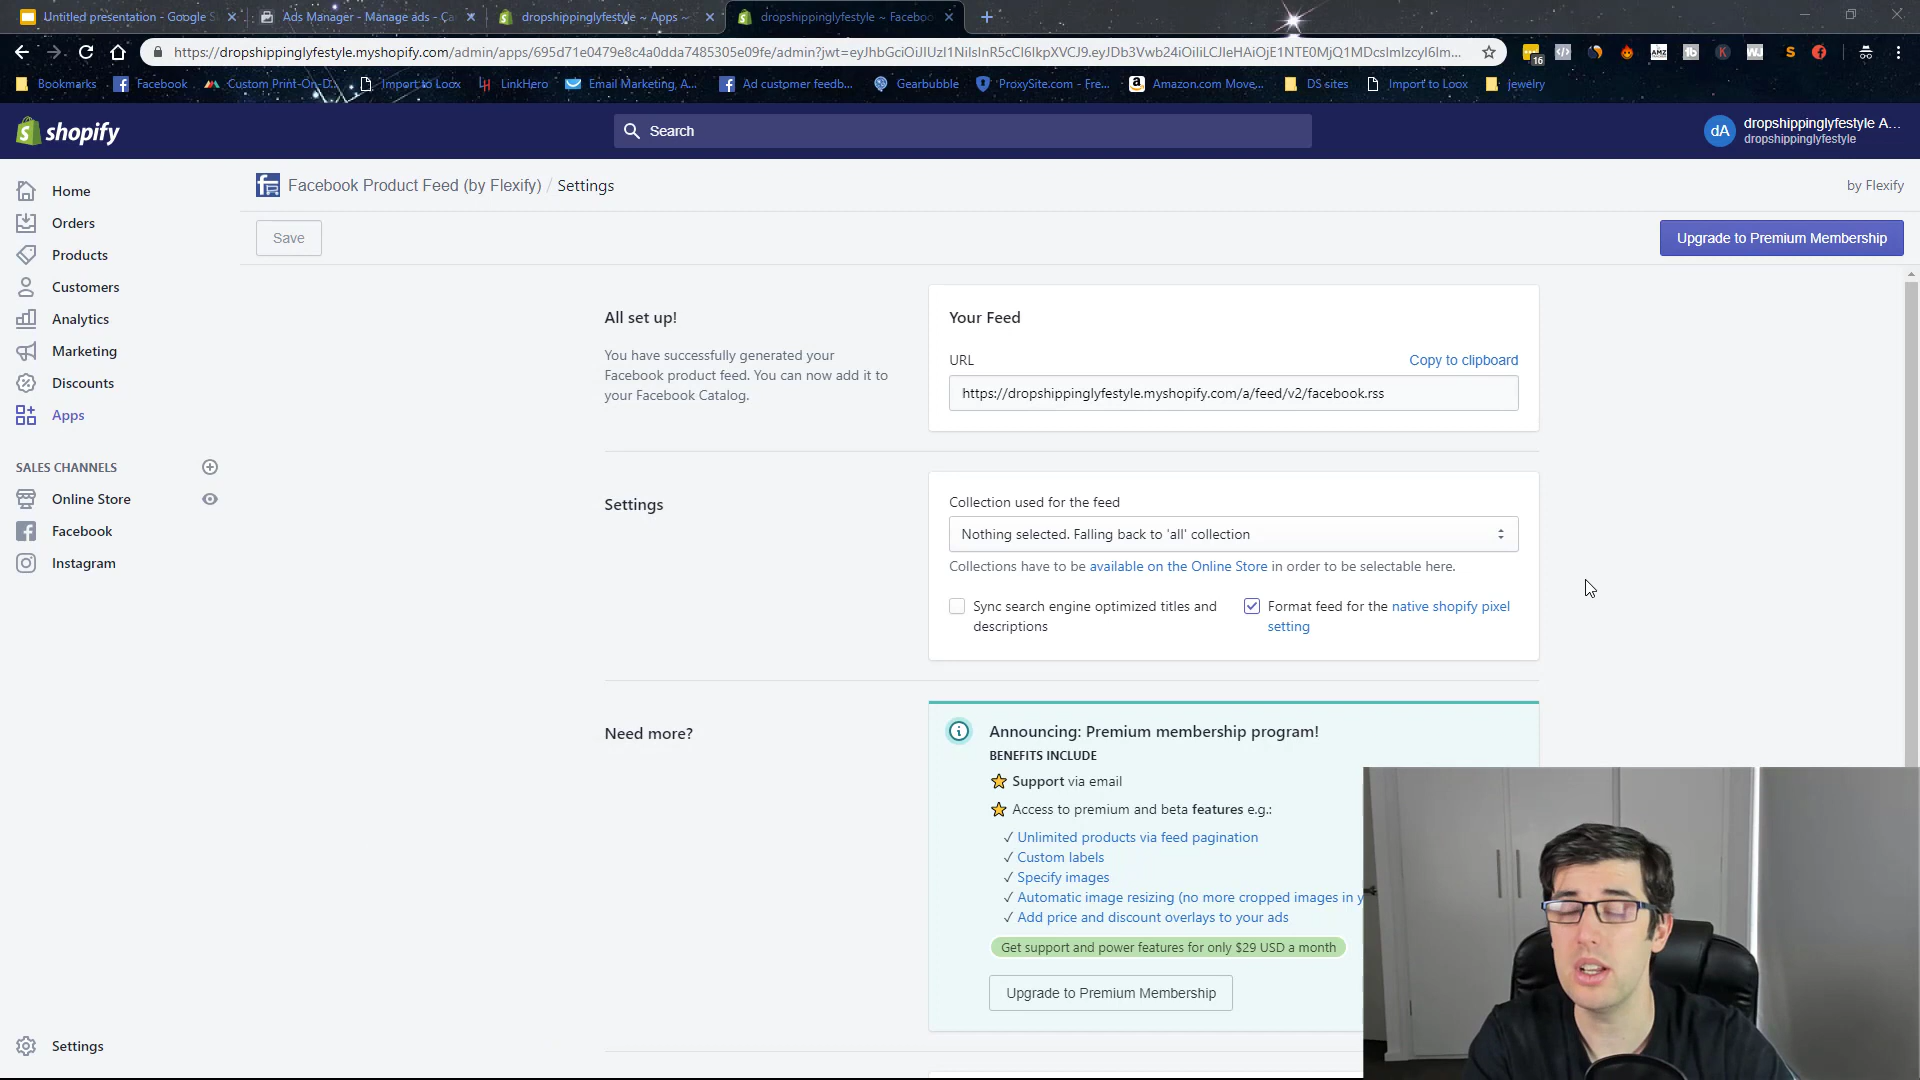 Untitled presentation - Google S
Ads Manager - Manage ads - Ca
dropshippinglyfestyle ~ Apps ~
dropshippinglyfestyle ~ Facebo
https://dropshippinglyfestyle.myshopify.com/admin/apps/695d71e0479e8c4a0dda7485305e09fe/admin?jwt=eyJhbGciOiJIUzI1NiIsInR5cCI6IkpXVCJ9.eyJDb3Vwb24iOiIiLCJleHAiOjE1NTE0MjQ1MDcsImIzcyI6Im...
16
Bookmarks
Facebook
Custom Print-On-D...
Import to Loox
LinkHero
Email Marketing, A...
Ad customer feedb...
Gearbubble
ProxySite.com - Fre...
Amazon.com Move...
DS sites
Import to Loox
jewelry
shopify
Search
dA
dropshippinglyfestyle A...
dropshippinglyfestyle
Home
Orders
Products
Customers
Analytics
Marketing
Discounts
Apps
SALES CHANNELS
Online Store
Facebook
Instagram
Settings
Facebook Product Feed (by Flexify) / Settings
by Flexify
Save
Upgrade to Premium Membership
All set up!
You have successfully generated your
Facebook product feed. You can now add it to
your Facebook Catalog.
Your Feed
URL
Copy to clipboard
https://dropshippinglyfestyle.myshopify.com/a/feed/v2/facebook.rss
Settings
Collection used for the feed
Nothing selected. Falling back to 'all' collection
Collections have to be available on the Online Store in order to be selectable here.
Sync search engine optimized titles and
descriptions
Format feed for the native shopify pixel
setting
Need more?
Announcing: Premium membership program!
BENEFITS INCLUDE
Support via email
Access to premium and beta features e.g.:
✓ Unlimited products via feed pagination
✓ Custom labels
✓ Specify images
✓ Automatic image resizing (no more cropped images in y
✓ Add price and discount overlays to your ads
Get support and power features for only $29 USD a month
Upgrade to Premium Membership